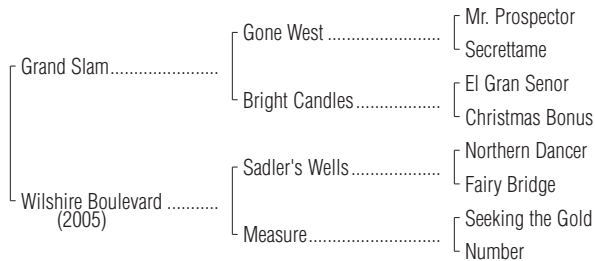 Mr. Prospector
Gone West ........................
Secrettame
Grand Slam.......................
El Gran Senor
Bright Candles..................
Christmas Bonus
Northern Dancer
Sadler's Wells...................
Fairy Bridge
Wilshire Boulevard ...........
(2005)
Seeking the Gold
Measure............................
Number